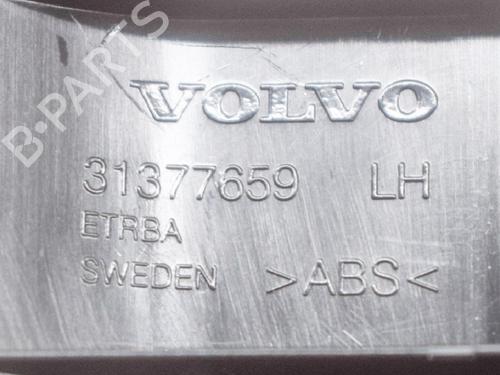 B-PARTS
VOLVO
31377659 LH
ETRBA
SWEDEN >ABS<